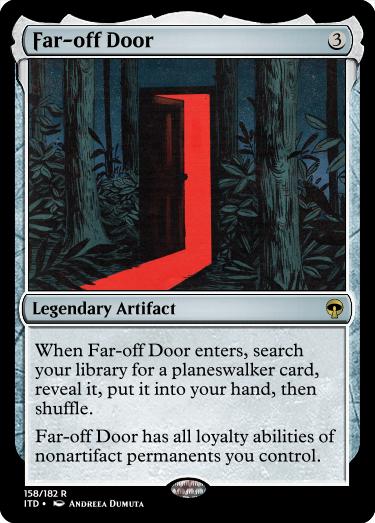 Far-off Door 3
Legendary Artifact
When Far-off Door enters, search
your library for a planeswalker card,
reveal it, put it into your hand, then
shuffle.
Far-off Door has all loyalty abilities of
nonartifact permanents you control.
158/182 R
ITD • Andreea Dumuta